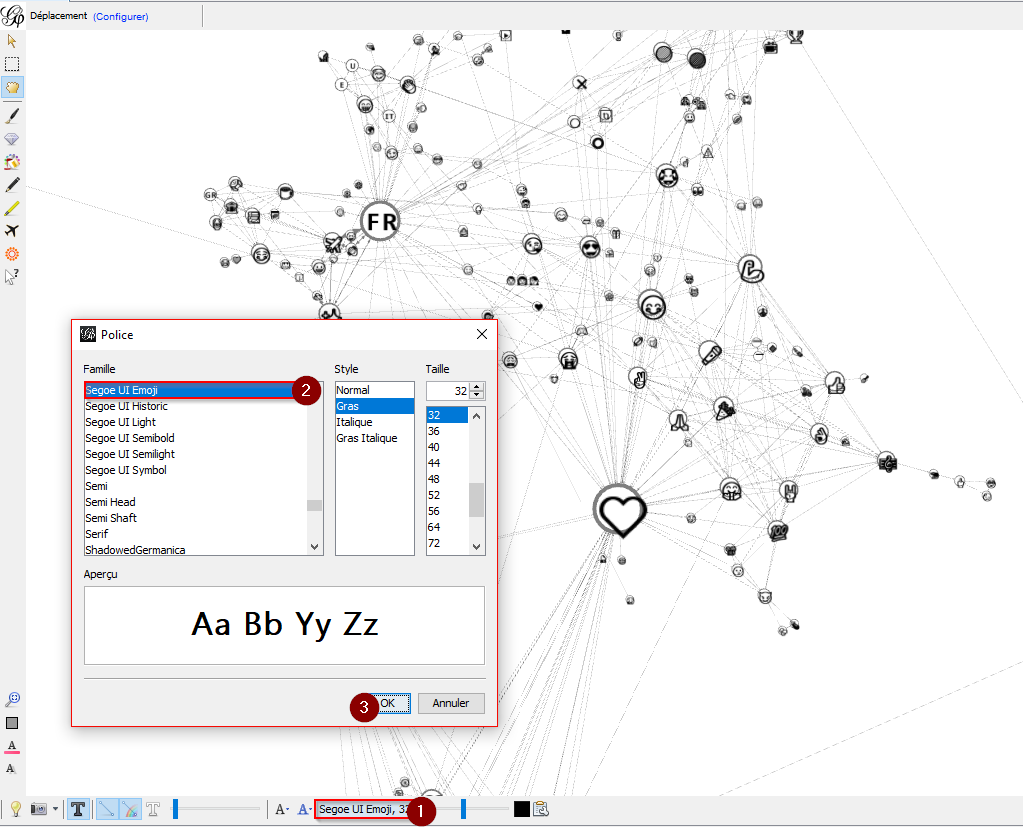 Déplacement (Configurer)
U
E
IT
GR
FR
Police
Famille
Segoe UI Emoji
2
Segoe UI Historic
Segoe UI Light
Segoe UI Semibold
Segoe UI Semilight
Segoe UI Symbol
Semi
Semi Head
Semi Shaft
Serif
ShadowedGermanica
Style
Normal
Gras
Italique
Gras Italique
Taille
32
32
36
40
44
48
52
56
64
72
Aperçu
Aa Bb Yy Zz
3
OK
Annuler
100
A
A
T
T
A
A
Segoe UI Emoji, 32
1